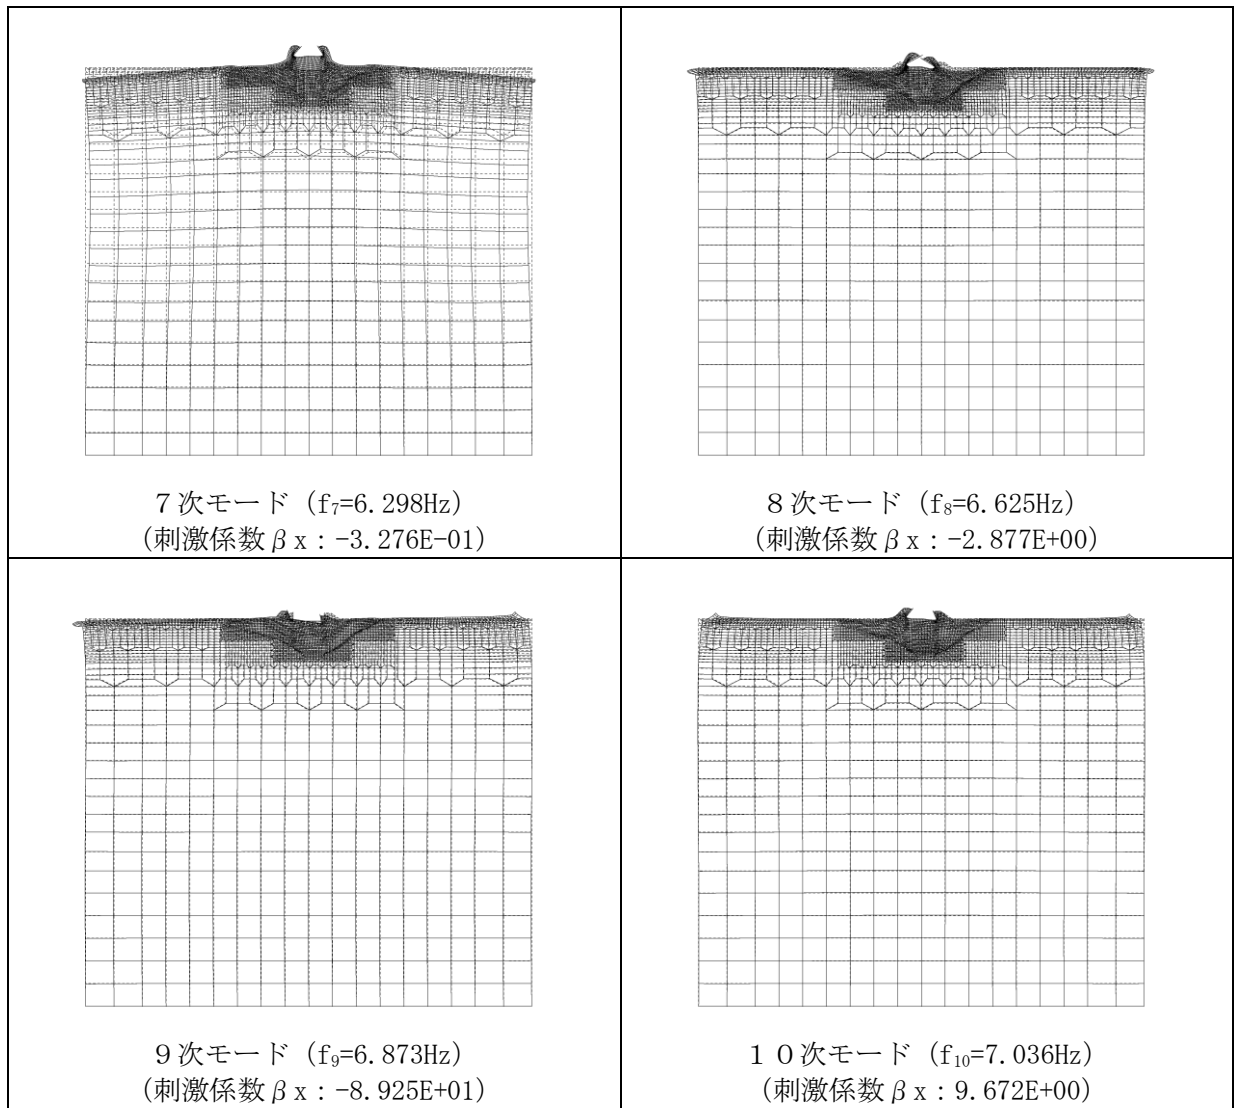 7次モード（f₇=6.298Hz）
（刺激係数βx：-3.276E-01）
8次モード（f₈=6.625Hz）
（刺激係数βx：-2.877E+00）
9次モード（f₉=6.873Hz）
（刺激係数βx：-8.925E+01）
10次モード（f₁₀=7.036Hz）
（刺激係数βx：9.672E+00）